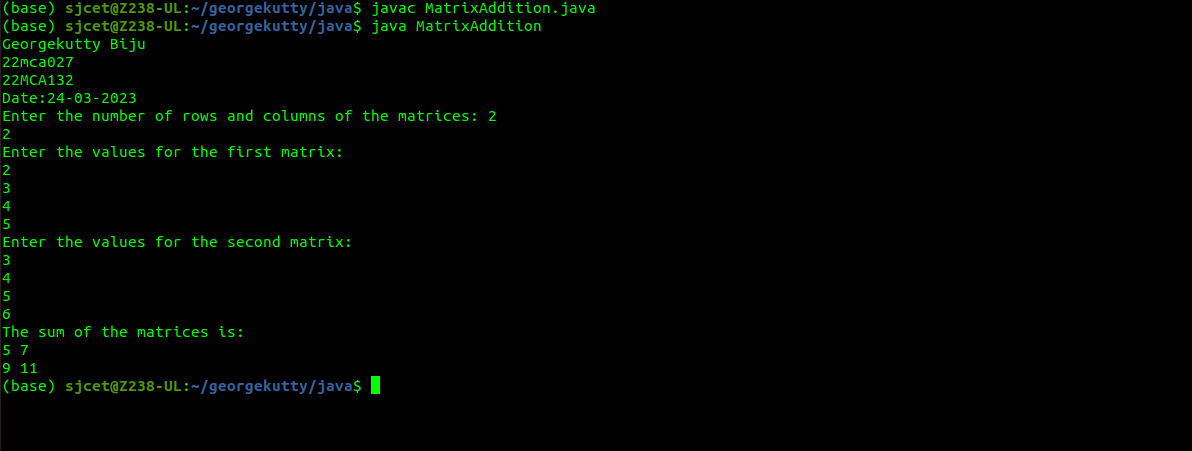 (base) sjcet@Z238-UL:~/georgekutty/java$ javac MatrixAddition.java
(base) sjcet@Z238-UL:~/georgekutty/java$ java MatrixAddition
Georgekutty Biju
22mca027
22MCA132
Date:24-03-2023
Enter the number of rows and columns of the matrices: 2
2
Enter the values for the first matrix:
2
3
4
5
Enter the values for the second matrix:
3
4
5
6
The sum of the matrices is:
5 7
9 11
(base) sjcet@Z238-UL:~/georgekutty/java$